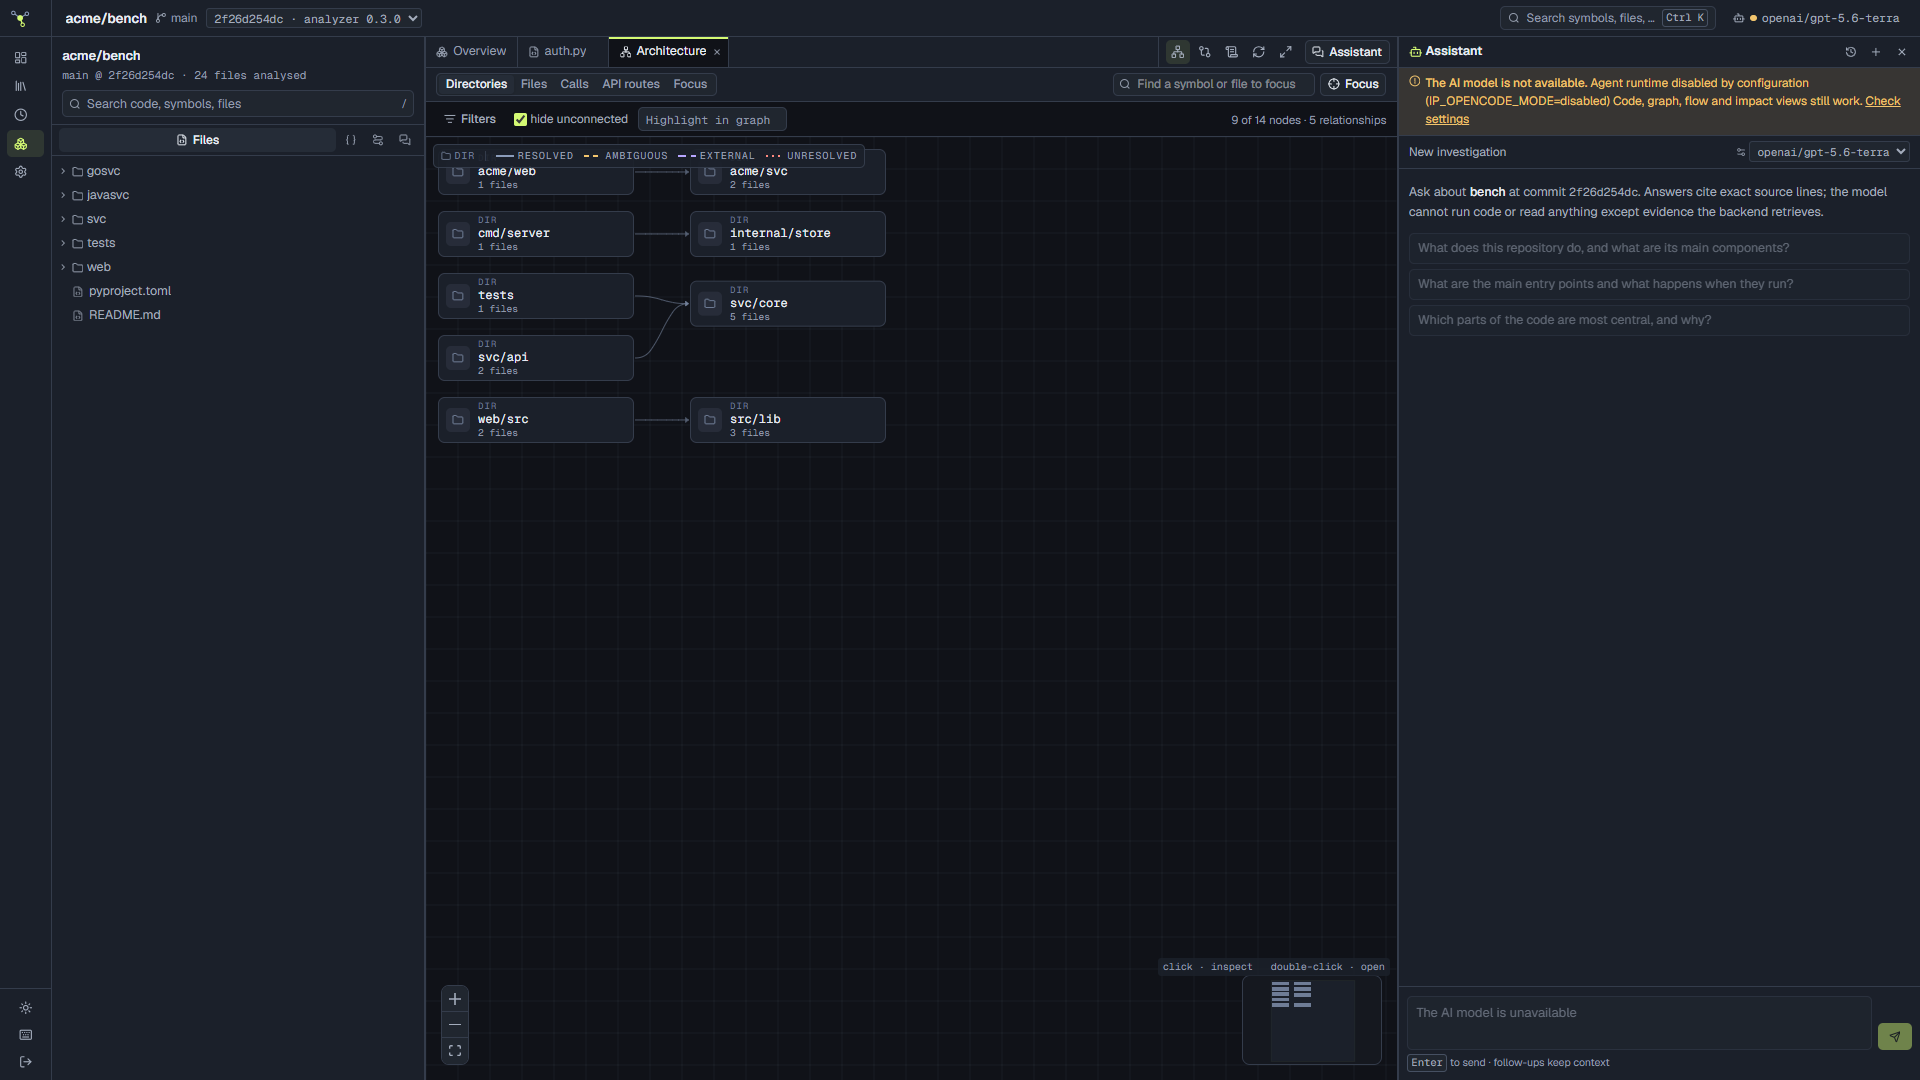 acme/bench main 2f26d254dc · analyzer 0.3.0
Search symbols, files, … Ctrl K
openai/gpt-5.6-terra
acme/bench
main @ 2f26d254dc · 24 files analysed
Search code, symbols, files /
Files
gosvc
javasvc
svc
tests
web
pyproject.toml
README.md
Overview
auth.py
Architecture ×
Assistant
Directories Files Calls API routes Focus
Find a symbol or file to focus
Focus
Filters
hide unconnected
Highlight in graph
9 of 14 nodes · 5 relationships
DIR RESOLVED AMBIGUOUS EXTERNAL UNRESOLVED
acme/web
1 files
acme/svc
2 files
DIR
cmd/server
1 files
DIR
internal/store
1 files
DIR
tests
1 files
DIR
svc/core
5 files
DIR
svc/api
2 files
DIR
web/src
2 files
DIR
src/lib
3 files
click · inspect double-click · open
Assistant
The AI model is not available. Agent runtime disabled by configuration
(IP_OPENCODE_MODE=disabled) Code, graph, flow and impact views still work. Check
settings
New investigation
openai/gpt-5.6-terra
Ask about bench at commit 2f26d254dc. Answers cite exact source lines; the model
cannot run code or read anything except evidence the backend retrieves.
What does this repository do, and what are its main components?
What are the main entry points and what happens when they run?
Which parts of the code are most central, and why?
The AI model is unavailable
Enter to send · follow-ups keep context